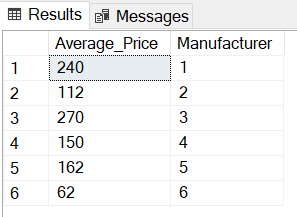 Results Messages
Average_Price Manufacturer
1 240 1
2 112 2
3 270 3
4 150 4
5 162 5
6 62 6